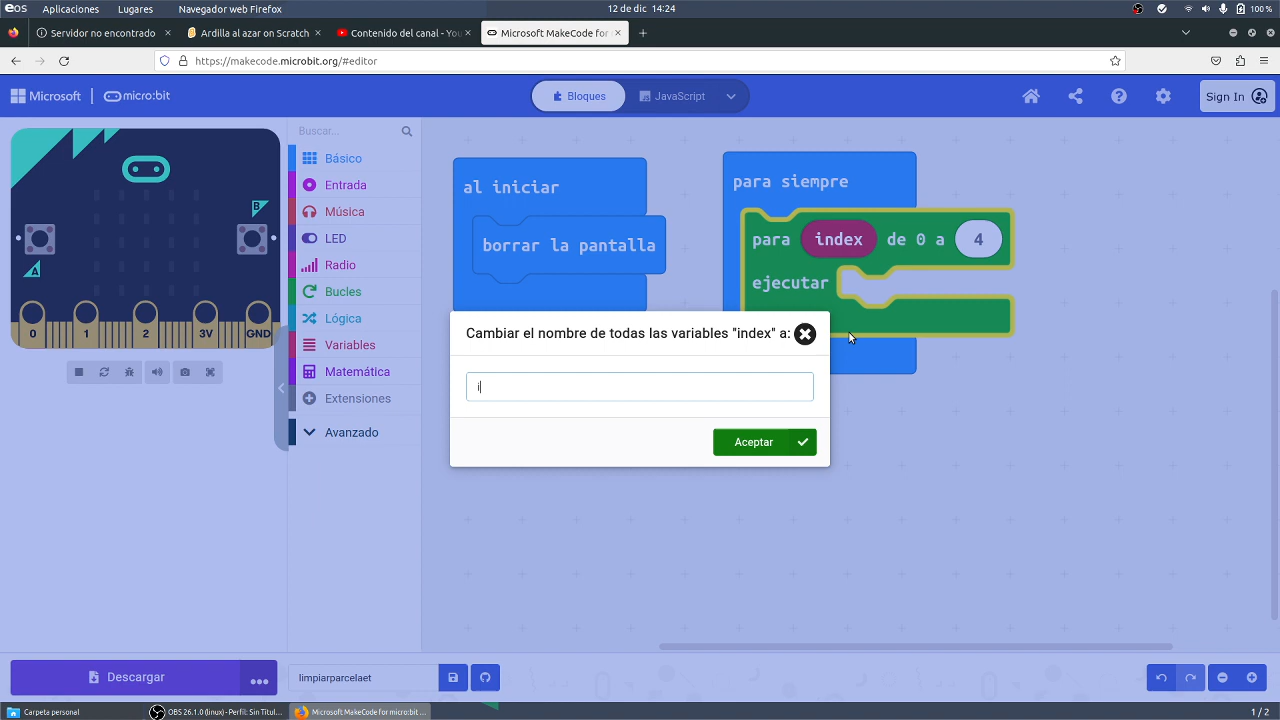 eos Aplicaciones Lugares Navegador web Firefox 12 de dic 14:24 100 %
Servidor no encontrado × Ardilla al azar on Scratch × Contenido del canal - You × Microsoft MakeCode for × +
https://makecode.microbit.org/#editor
Microsoft micro:bit Bloques JavaScript Sign In
Buscar...
Básico
Entrada
Música
LED
Radio
Bucles
Lógica
Variables
Matemática
Extensiones
Avanzado
A
B
0 1 2 3V GND
al iniciar
borrar la pantalla
para siempre
para index de 0 a 4
ejecutar
Cambiar el nombre de todas las variables "index" a:
i
Aceptar
Descargar ... limpiarparcelaet
Carpeta personal OBS 26.1.0 (linux) - Perfil: Sin Titul... Microsoft MakeCode for micro:bit ... 1 / 2